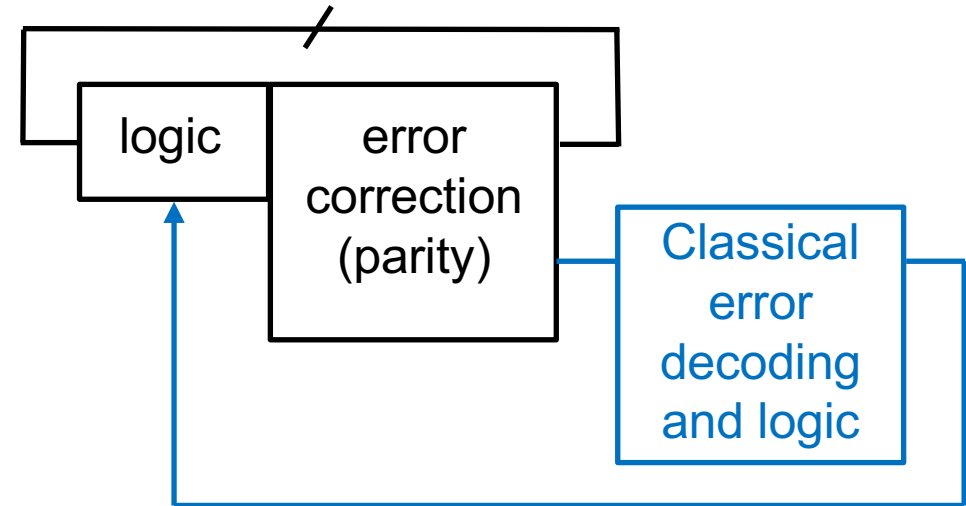 logic
error
correction
(parity)
Classical
error
decoding
and logic